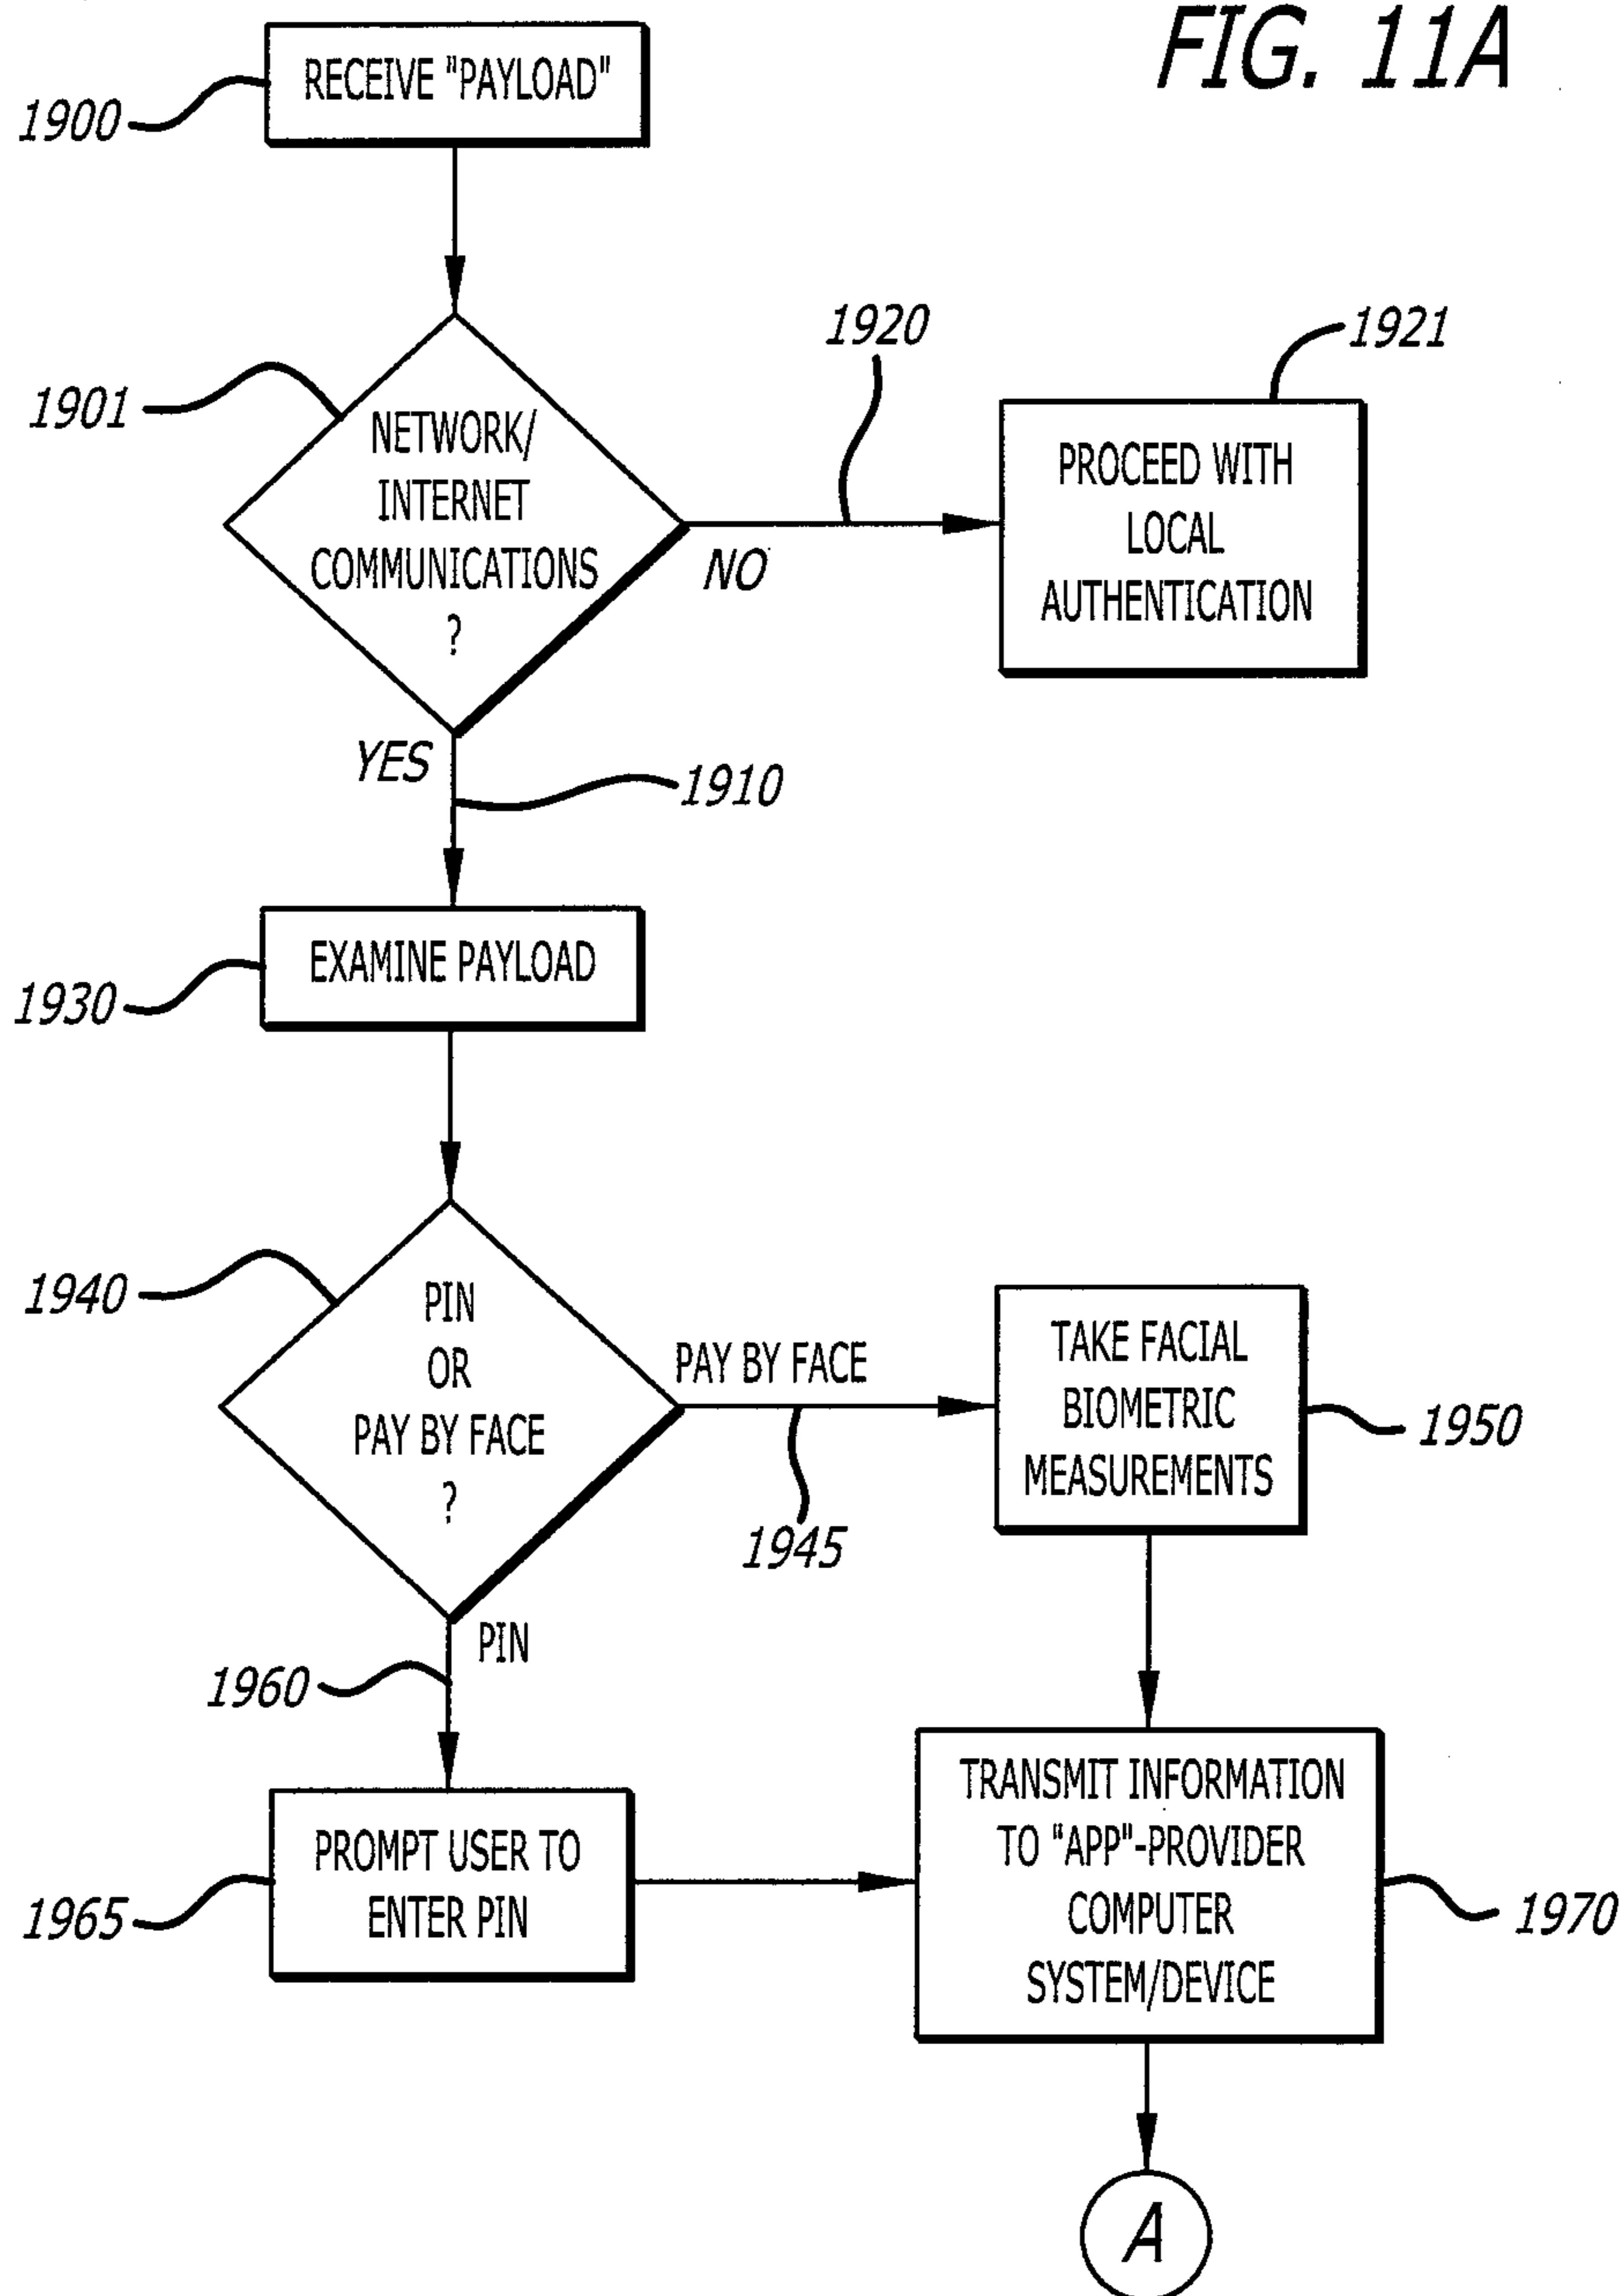 FIG. 11A
RECEIVE "PAYLOAD"
1900
1901
NETWORK/
INTERNET
COMMUNICATIONS
?
NO
1920
1921
PROCEED WITH
LOCAL
AUTHENTICATION
YES
1910
EXAMINE PAYLOAD
1930
1940
PIN
OR
PAY BY FACE
?
PAY BY FACE
1945
TAKE FACIAL
BIOMETRIC
MEASUREMENTS
1950
PIN
1960
PROMPT USER TO
ENTER PIN
1965
TRANSMIT INFORMATION
TO "APP"-PROVIDER
COMPUTER
SYSTEM/DEVICE
1970
A